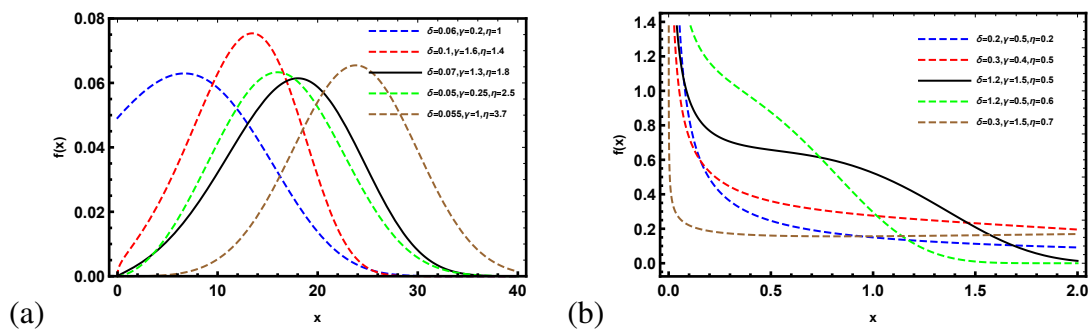 0.08
0.06
0.04
0.02
0.00
f(x)
0
10
20
30
40
x
δ=0.06,γ=0.2,η=1
δ=0.1,γ=1.6,η=1.4
δ=0.07,γ=1.3,η=1.8
δ=0.05,γ=0.25,η=2.5
δ=0.055,γ=1,η=3.7
(a)
1.4
1.2
1.0
0.8
0.6
0.4
0.2
0.0
f(x)
0.0
0.5
1.0
1.5
2.0
x
δ=0.2,γ=0.5,η=0.2
δ=0.3,γ=0.4,η=0.5
δ=1.2,γ=1.5,η=0.5
δ=1.2,γ=0.5,η=0.6
δ=0.3,γ=1.5,η=0.7
(b)